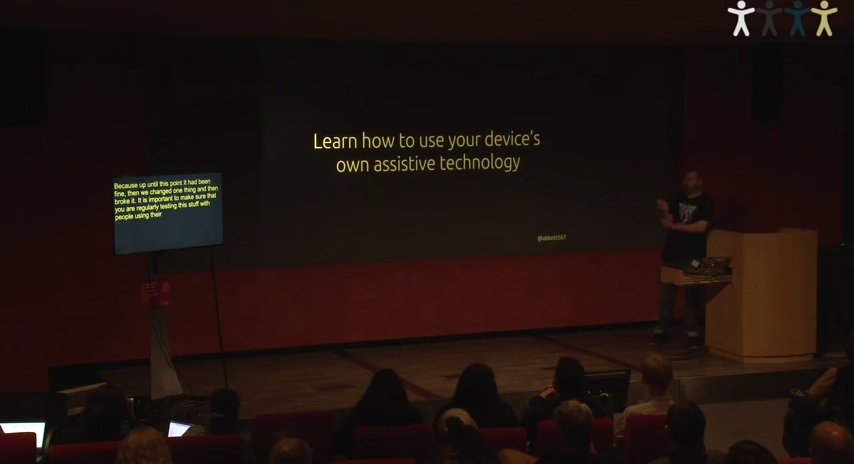 Learn how to use your device's
own assistive technology
@abbott567
Because up until this point it had been
fine, then we changed one thing and then
broke it. It is important to make sure that
you are regularly testing this stuff with
people using their